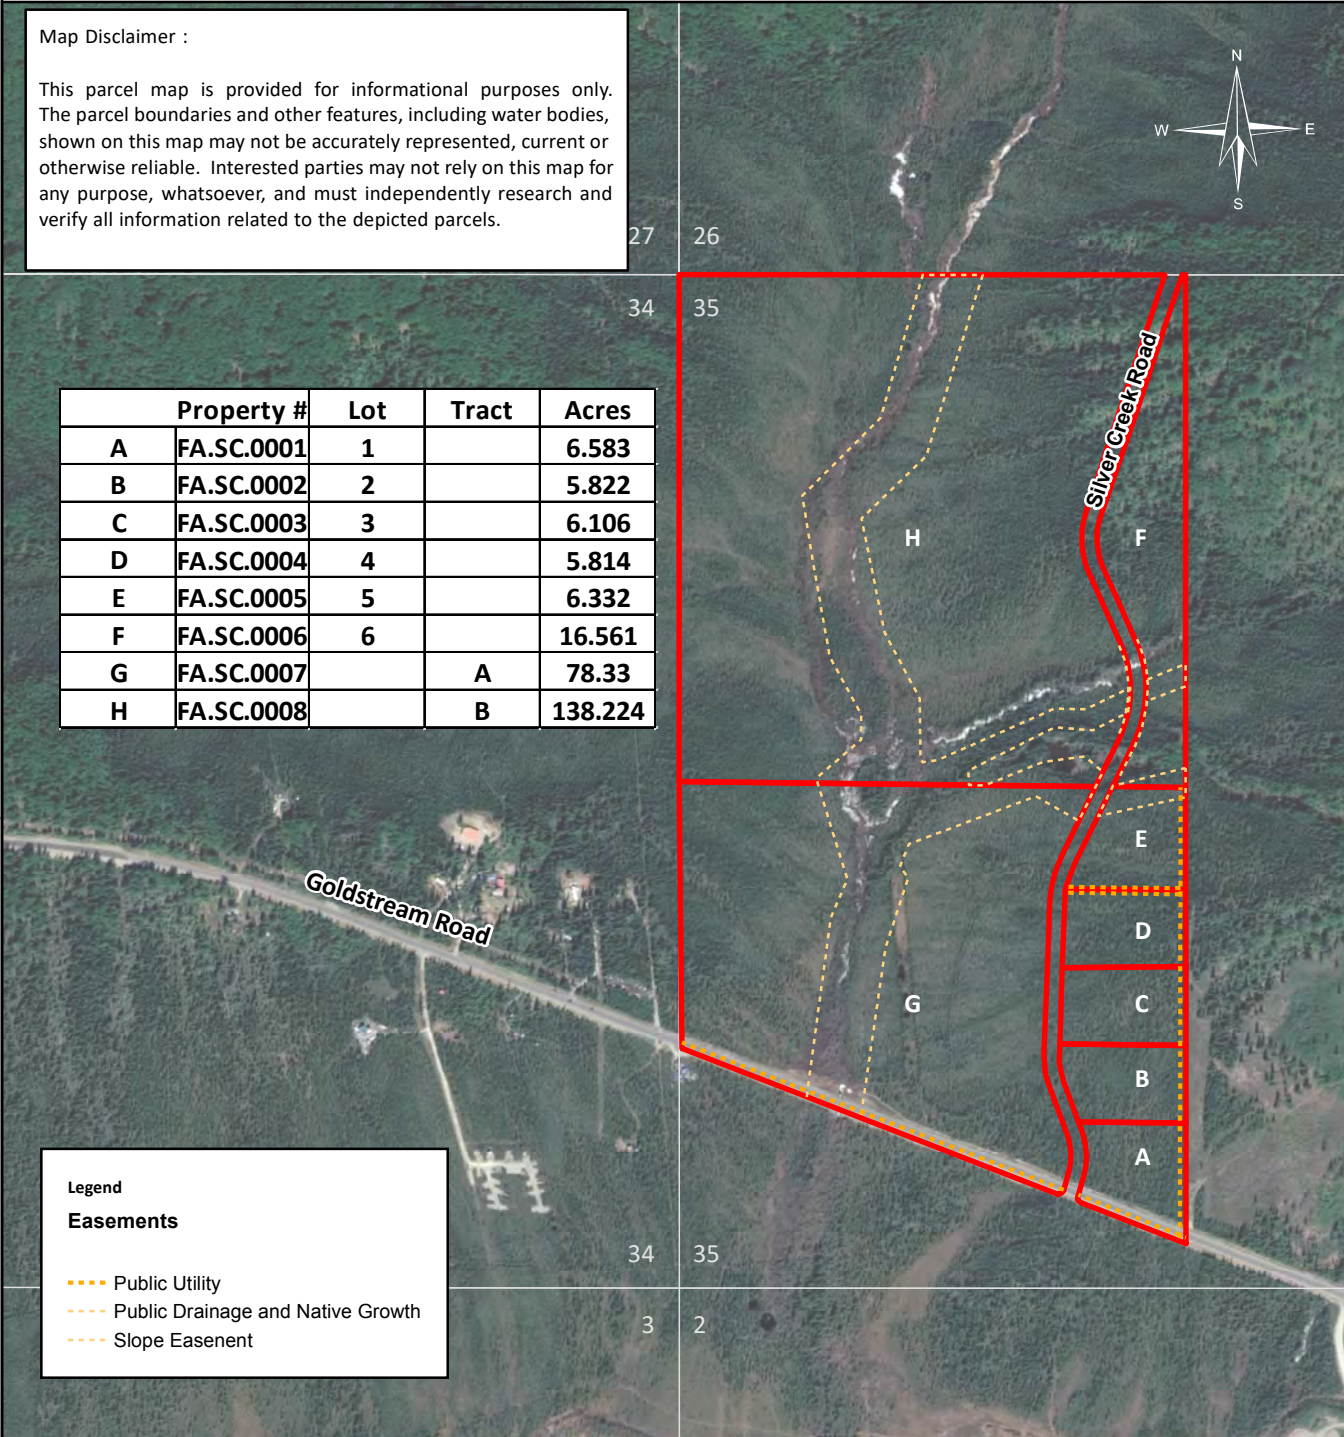 Map Disclaimer :
This parcel map is provided for informational purposes only.
The parcel boundaries and other features, including water bodies,
shown on this map may not be accurately represented, current or
otherwise reliable. Interested parties may not rely on this map for
any purpose, whatsoever, and must independently research and
verify all information related to the depicted parcels.
N
W E
S
27 26
34 35
Property # Lot Tract Acres
A FA.SC.0001 1 6.583
B FA.SC.0002 2 5.822
C FA.SC.0003 3 6.106
D FA.SC.0004 4 5.814
E FA.SC.0005 5 6.332
F FA.SC.0006 6 16.561
G FA.SC.0007 A 78.33
H FA.SC.0008 B 138.224
Silver Creek Road
H
F
E
D
C
G
B
A
Goldstream Road
Legend
Easements
Public Utility
Public Drainage and Native Growth
Slope Easenent
34 35
3 2